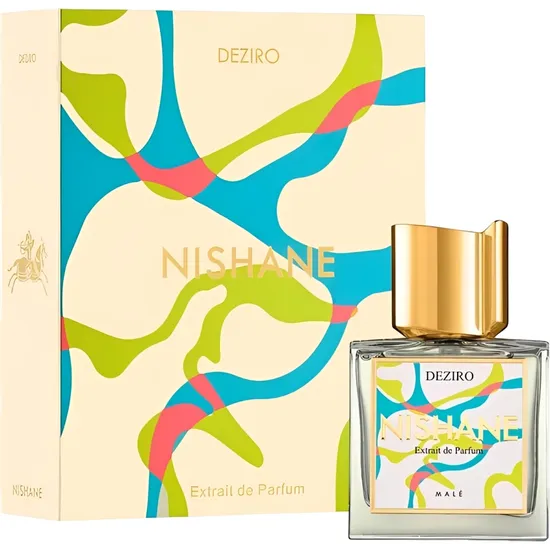 DEZIRO
NISHANE
DEZIRO
NISHANE
Extrait de Parfum
DEZIRO
NISHANE
Extrait de Parfum
MALÉ